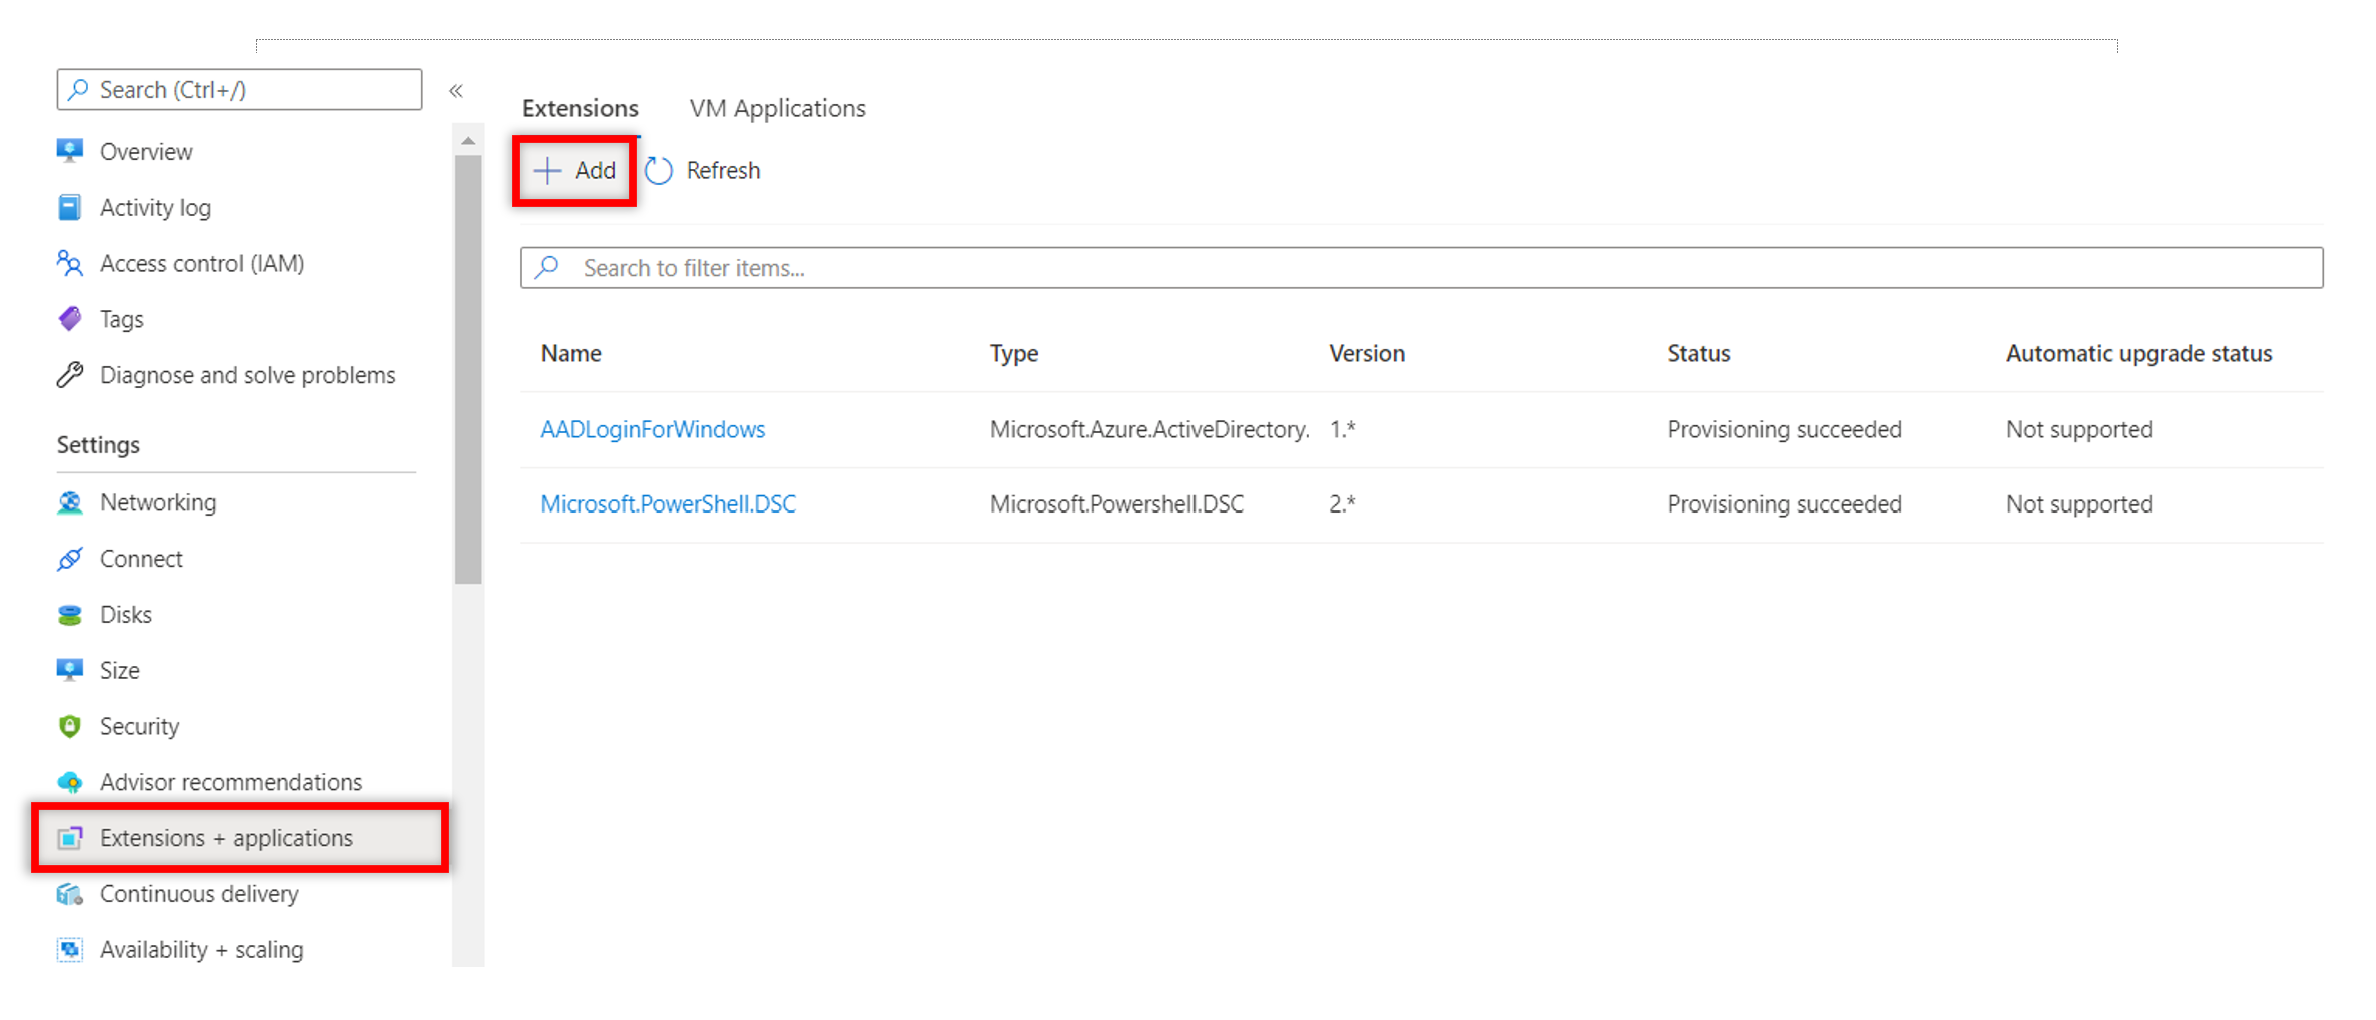 Search (Ctrl+/)
«
Overview
Activity log
Access control (IAM)
Tags
Diagnose and solve problems
Settings
Networking
Connect
Disks
Size
Security
Advisor recommendations
Extensions + applications
Continuous delivery
Availability + scaling
Extensions VM Applications
Add Refresh
Search to filter items...
Name Type Version Status Automatic upgrade status
AADLoginForWindows Microsoft.Azure.ActiveDirectory. 1.* Provisioning succeeded Not supported
Microsoft.PowerShell.DSC Microsoft.Powershell.DSC 2.* Provisioning succeeded Not supported